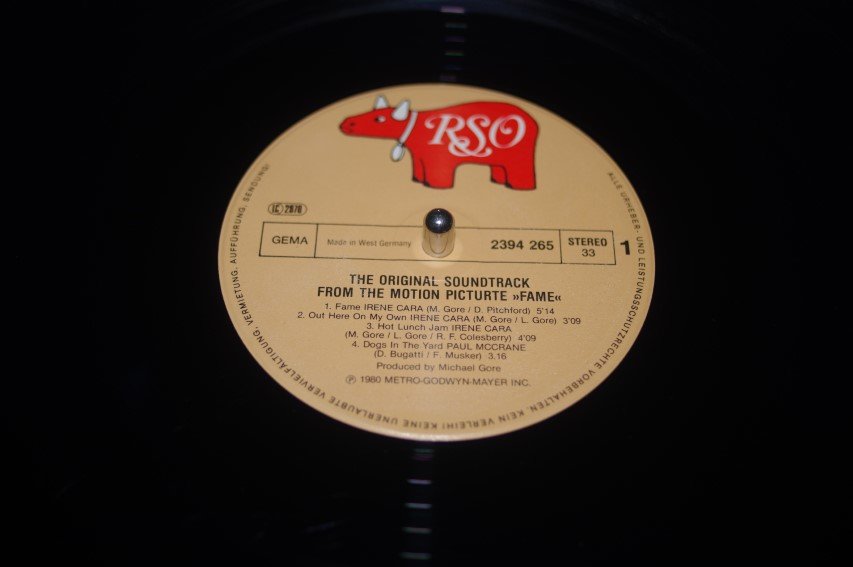 RSO
LC 2670
GEMA
Made in West Germany
2394 265
STEREO
33
1
THE ORIGINAL SOUNDTRACK
FROM THE MOTION PICTURTE »FAME«
1. Fame IRENE CARA (M. Gore / D. Pitchford) 5'14
2. Out Here On My Own IRENE CARA (M. Gore / L. Gore) 3'09
3. Hot Lunch Jam IRENE CARA
(M. Gore / L. Gore / R. F. Colesberry) 4'09
4. Dogs In The Yard PAUL MCCRANE
(D. Bugatti / F. Musker) 3.16
Produced by Michael Gore
℗ 1980 METRO-GODWYN-MAYER INC.
ALLE URHEBER- UND LEISTUNGSSCHUTZRECHTE VORBEHALTEN. KEIN VERLEIH! KEINE UNERLAUBTE VERVIELFÄLTIGUNG, VERMIETUNG, AUFFÜHRUNG, SENDUNG!